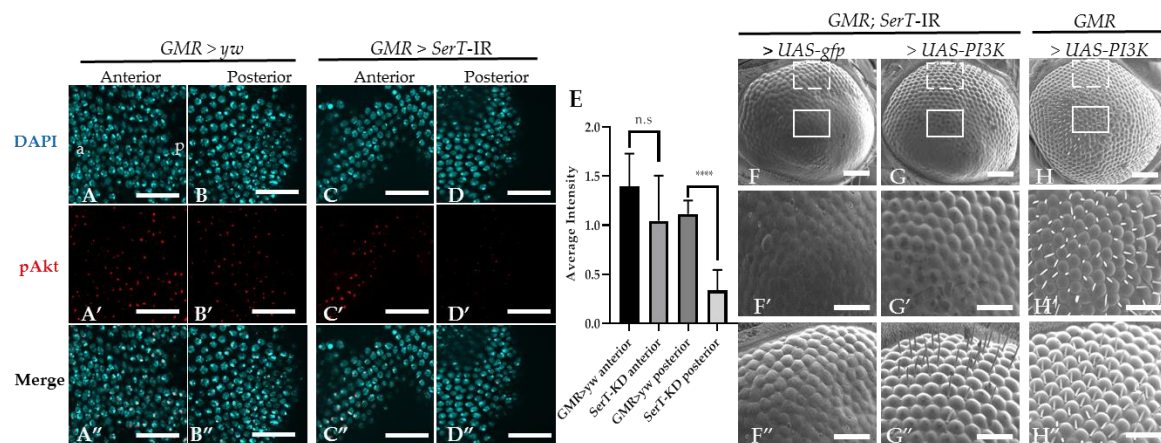 GMR > yw
GMR > SerT-IR
Anterior Posterior Anterior Posterior
DAPI
a p
A B C D
pAkt
A' B' C' D'
Merge
A" B" C" D"
E
n.s
****
Average Intensity
2.0
1.5
1.0
0.5
0.0
GMR>yw anterior
SerT-KD anterior
GMR>yw posterior
SerT-KD posterior
GMR; SerT-IR GMR
> UAS-gfp > UAS-PI3K > UAS-PI3K
F G H
F' G' H'
F" G" H"